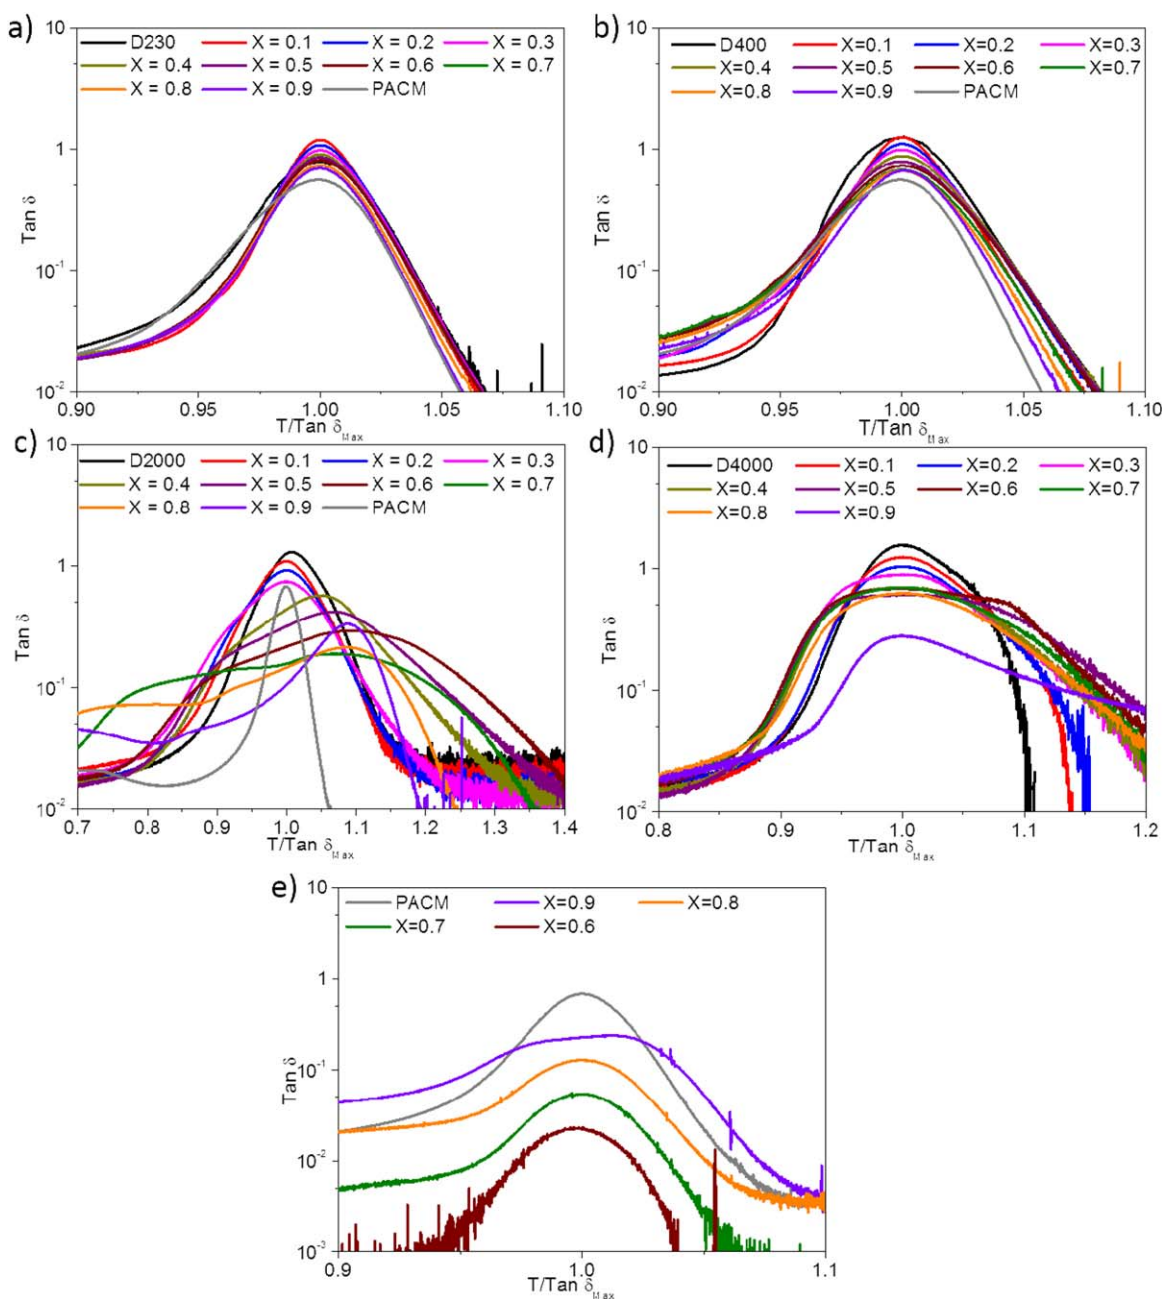 a)
10
D230 X = 0.1 X = 0.2 X = 0.3
X = 0.4 X = 0.5 X = 0.6 X = 0.7
X = 0.8 X = 0.9 PACM
1
Tan δ
10⁻¹
10⁻²
0.90 0.95 1.00 1.05 1.10
T/Tan δMax
b)
10
D400 X=0.1 X=0.2 X=0.3
X=0.4 X=0.5 X=0.6 X=0.7
X=0.8 X=0.9 PACM
1
Tan δ
10⁻¹
10⁻²
0.90 0.95 1.00 1.05 1.10
T/Tan δMax
c)
10
D2000 X = 0.1 X = 0.2 X = 0.3
X = 0.4 X = 0.5 X = 0.6 X = 0.7
X = 0.8 X = 0.9 PACM
1
Tan δ
10⁻¹
10⁻²
0.7 0.8 0.9 1.0 1.1 1.2 1.3 1.4
T/Tan δMax
d)
10
D4000 X=0.1 X=0.2 X=0.3
X=0.4 X=0.5 X=0.6 X=0.7
X=0.8 X=0.9
1
Tan δ
10⁻¹
10⁻²
0.8 0.9 1.0 1.1 1.2
T/Tan δMax
e)
10
PACM X=0.9 X=0.8
X=0.7 X=0.6
1
Tan δ
10⁻¹
10⁻²
10⁻³
0.9 1.0 1.1
T/Tan δMax